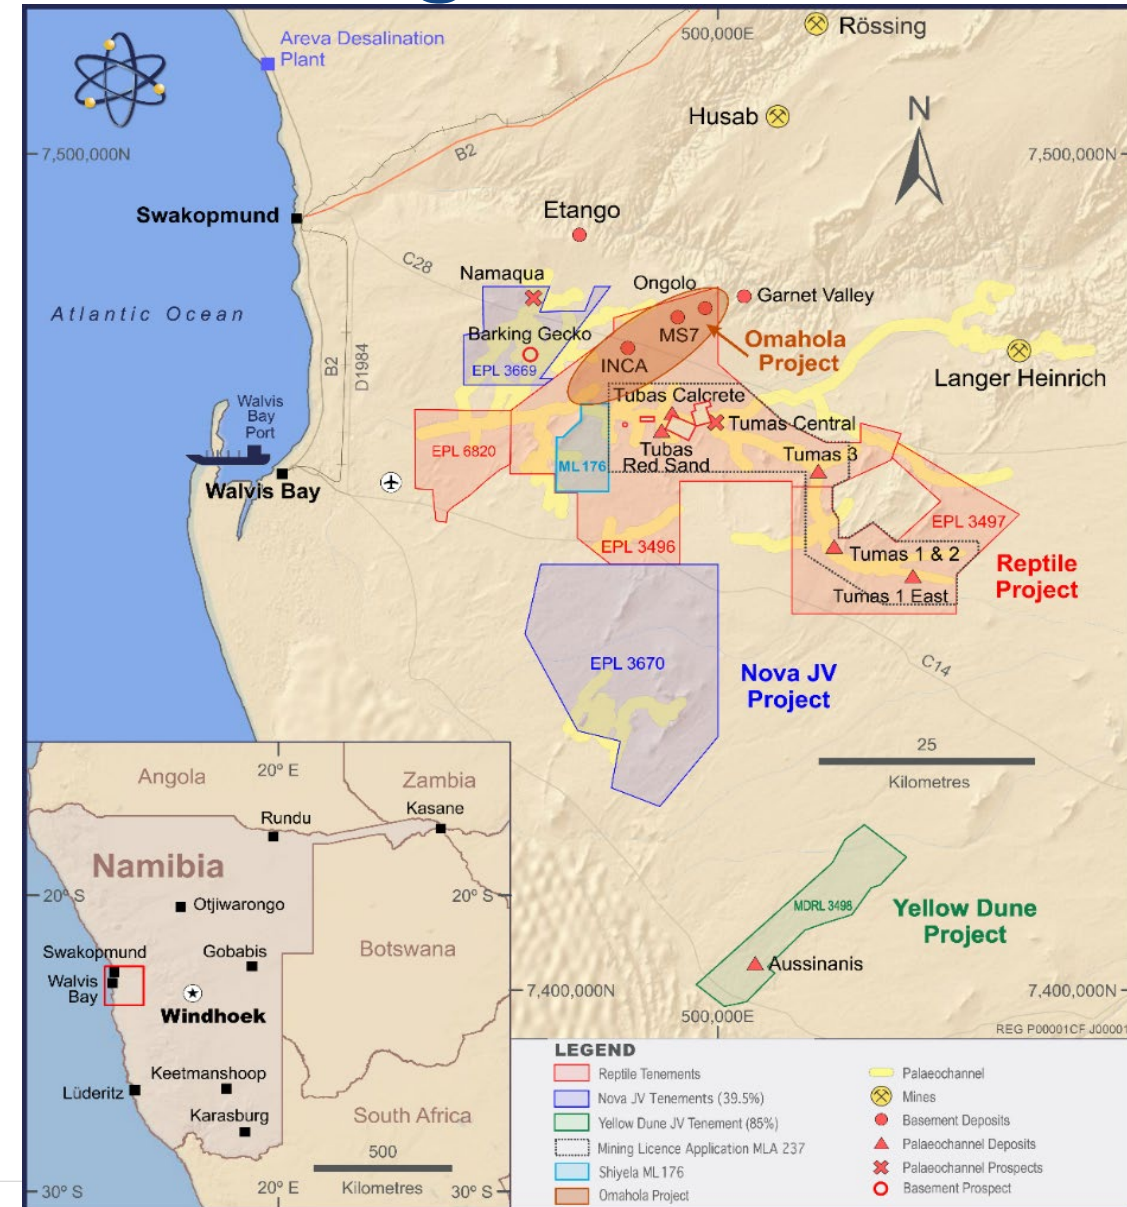 Areva Desalination
Plant
500,000E
Rössing
Husab
N
7,500,000N
7,500,000N
B2
Swakopmund
Etango
C28
Namaqua
Ongolo
Garnet Valley
Atlantic Ocean
Barking Gecko
MS7
Omahola
Project
B2
D1984
EPL 3669
INCA
Langer Heinrich
Tubas Calcrete
Walvis
Bay
Port
Tumas Central
EPL 6820
Tubas
Red Sand
Tumas 3
ML 176
Walvis Bay
EPL 3496
EPL 3497
Tumas 1 & 2
Reptile
Project
Tumas 1 East
EPL 3670
C14
Nova JV
Project
25
Kilometres
MDRL 3498
Yellow Dune
Project
Aussinanis
7,400,000N
7,400,000N
500,000E
REG P00001CF J00001
Angola
20° E
Zambia
Rundu
Kasane
Namibia
20° S
20° S
Otjiwarongo
Swakopmund
Gobabis
Botswana
Walvis
Bay
Windhoek
Keetmanshoop
Lüderitz
Karasburg
South Africa
500
Kilometres
30° S
20° E
30° S
LEGEND
Reptile Tenements
Nova JV Tenements (39.5%)
Yellow Dune JV Tenement (85%)
Mining Licence Application MLA 237
Shiyela ML 176
Omahola Project
Palaeochannel
Mines
Basement Deposits
Palaeochannel Deposits
Palaeochannel Prospects
Basement Prospect